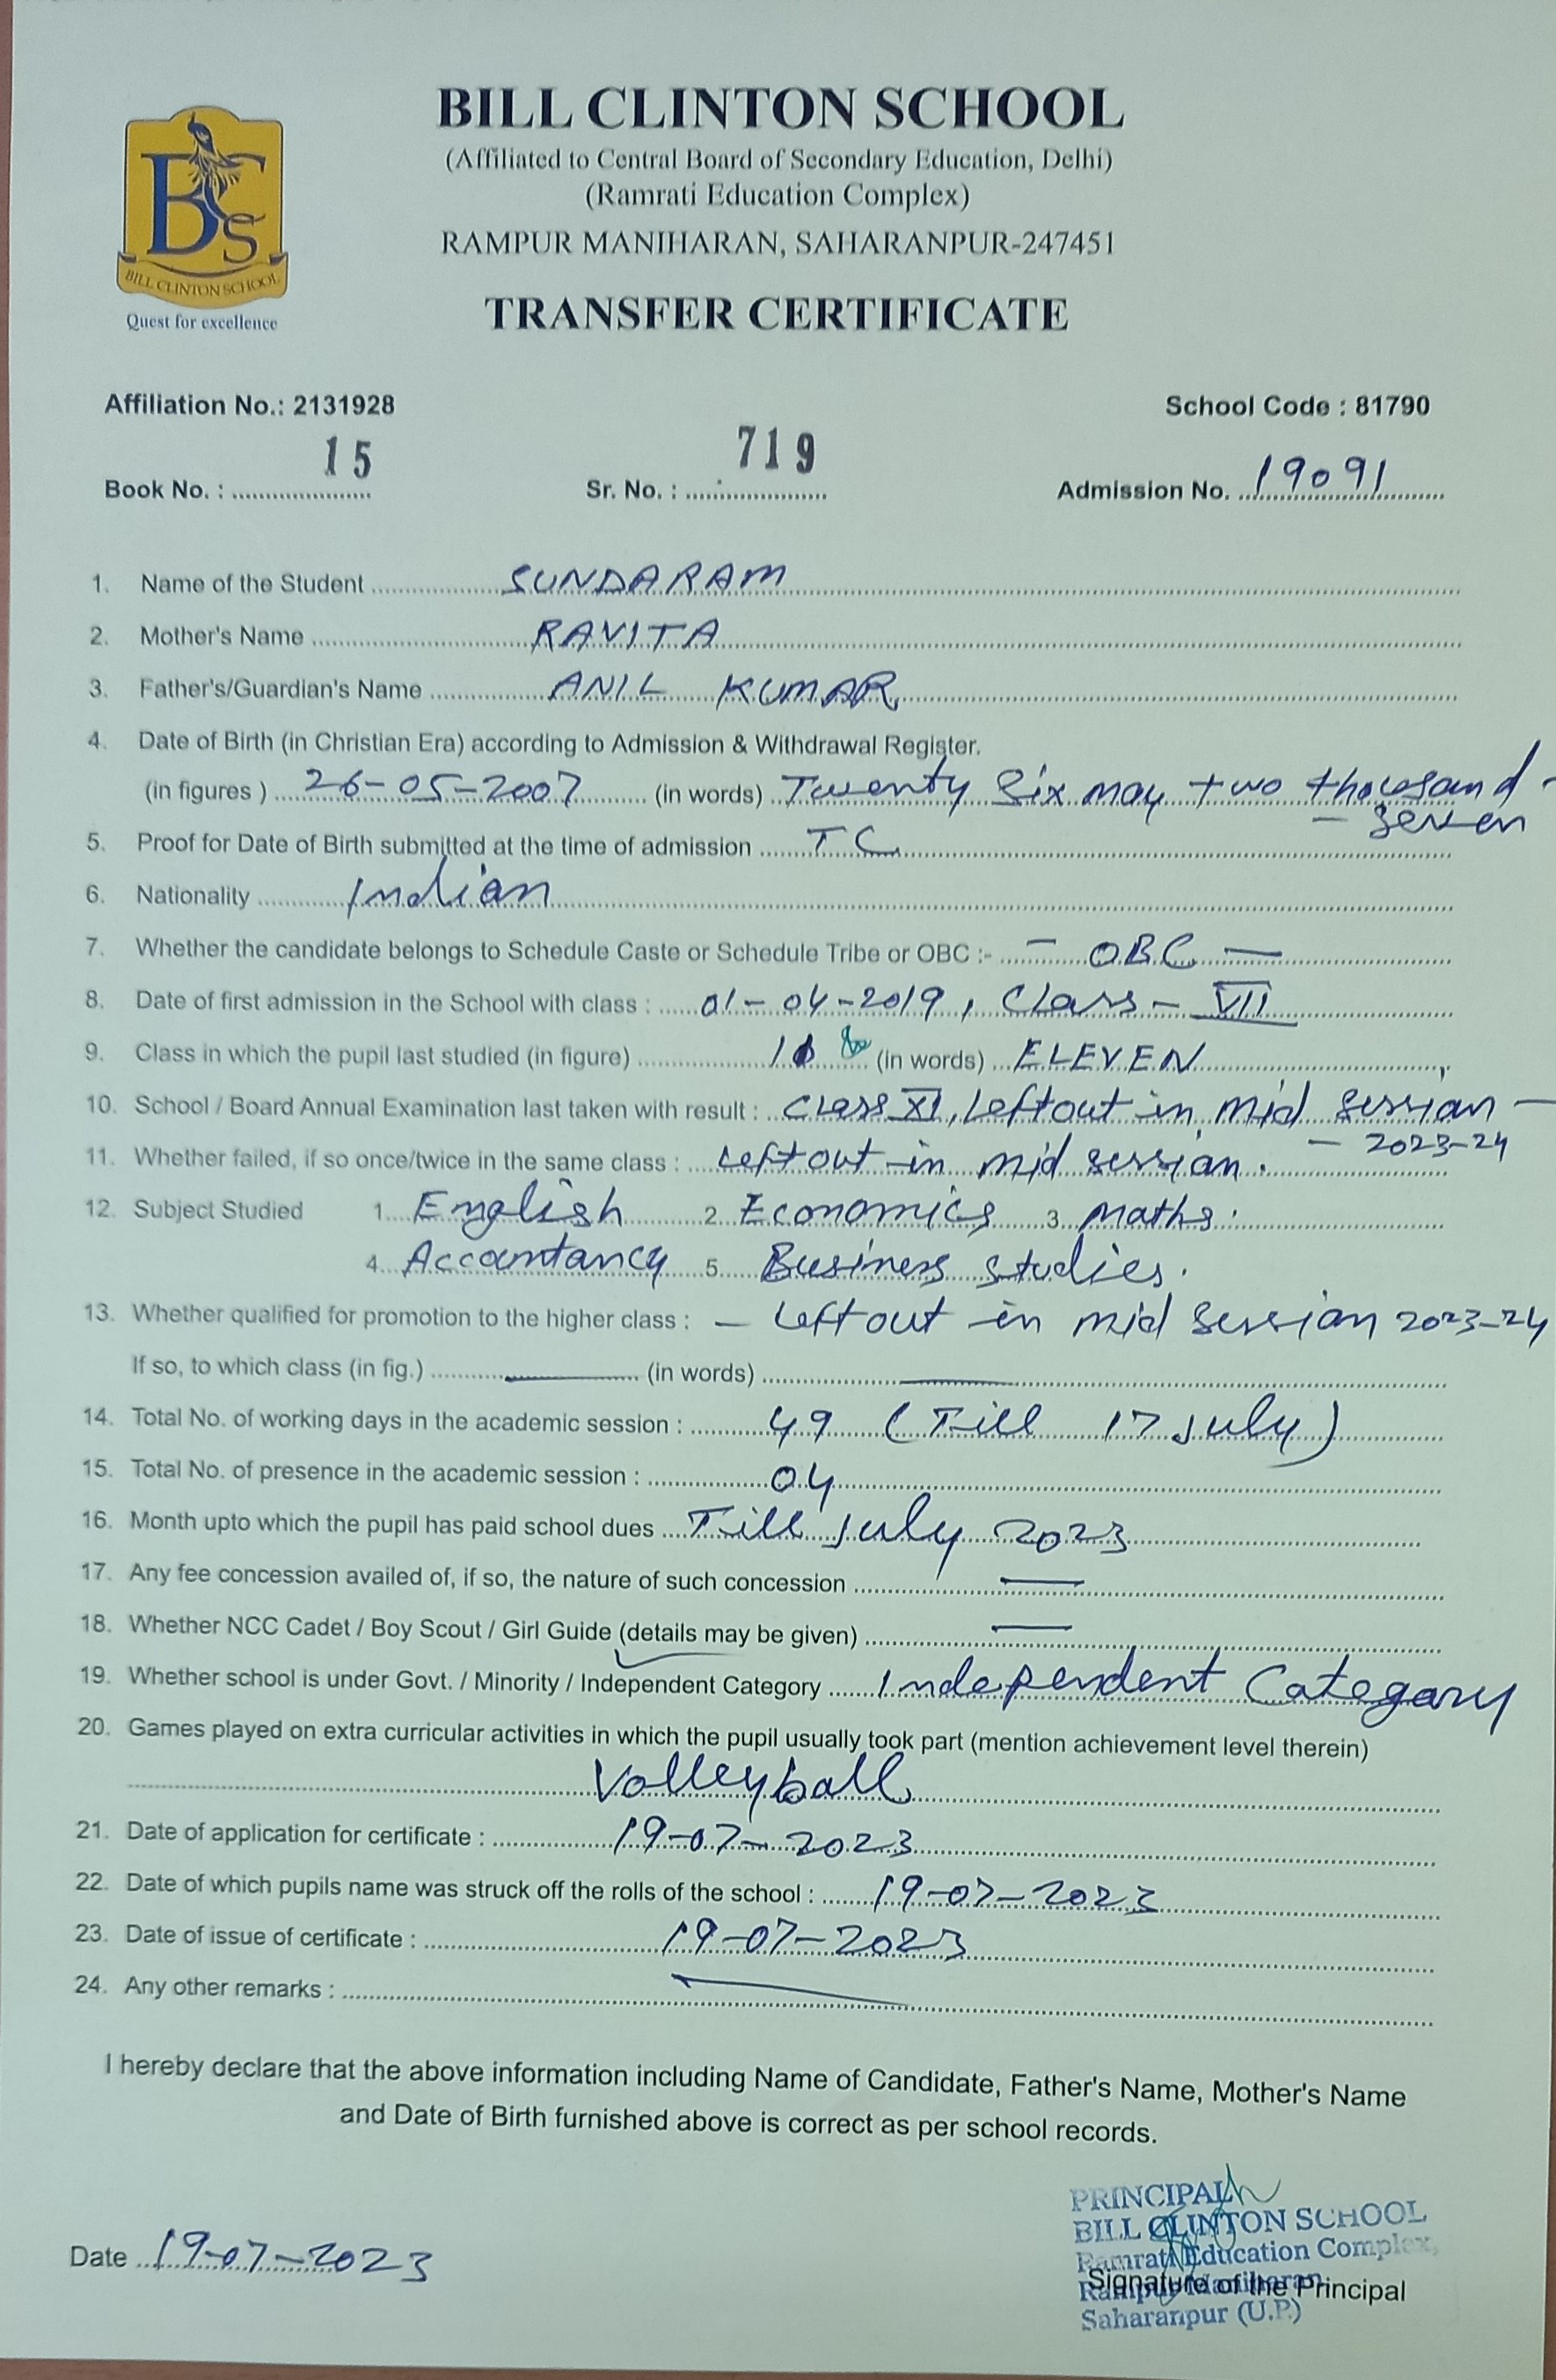 BILL CLINTON SCHOOL
(Affiliated to Central Board of Secondary Education, Delhi)
(Ramrati Education Complex)
RAMPUR MANIHARAN, SAHARANPUR-247451
TRANSFER CERTIFICATE
BCS
BILL CLINTON SCHOOL
Quest for excellence
Affiliation No.: 2131928 School Code : 81790
Book No. : 15 Sr. No. : 719 Admission No. 19091
1. Name of the Student SUNDARAM
2. Mother's Name RAVITA
3. Father's/Guardian's Name ANIL KUMAR
4. Date of Birth (in Christian Era) according to Admission & Withdrawal Register.
(in figures ) 26-05-2007 (in words) Twenty Six may two thousand -
- seven
5. Proof for Date of Birth submitted at the time of admission TC
6. Nationality Indian
7. Whether the candidate belongs to Schedule Caste or Schedule Tribe or OBC :- - OBC -
8. Date of first admission in the School with class : 01-04-2019, Class - VII
9. Class in which the pupil last studied (in figure) 11 (in words) ELEVEN
10. School / Board Annual Examination last taken with result : Class XI, Left out in mid session -
- 2023-24
11. Whether failed, if so once/twice in the same class : Left out in mid session.
12. Subject Studied 1. English 2. Economics 3. Maths.
4. Accountancy 5. Business studies.
13. Whether qualified for promotion to the higher class : - Left out in mid session 2023-24
If so, to which class (in fig.) — (in words) —
14. Total No. of working days in the academic session : 49 (Till 17 July)
15. Total No. of presence in the academic session : 04
16. Month upto which the pupil has paid school dues Till July 2023
17. Any fee concession availed of, if so, the nature of such concession —
18. Whether NCC Cadet / Boy Scout / Girl Guide (details may be given) —
19. Whether school is under Govt. / Minority / Independent Category Independent Category
20. Games played on extra curricular activities in which the pupil usually took part (mention achievement level therein)
Volleyball
21. Date of application for certificate : 19-07-2023
22. Date of which pupils name was struck off the rolls of the school : 19-07-2023
23. Date of issue of certificate : 19-07-2023
24. Any other remarks : —
I hereby declare that the above information including Name of Candidate, Father's Name, Mother's Name
and Date of Birth furnished above is correct as per school records.
Date 19-07-2023
PRINCIPAL
BILL CLINTON SCHOOL
Ramrati Education Complex,
Rampur Maniharan
Signature of the Principal
Saharanpur (U.P.)